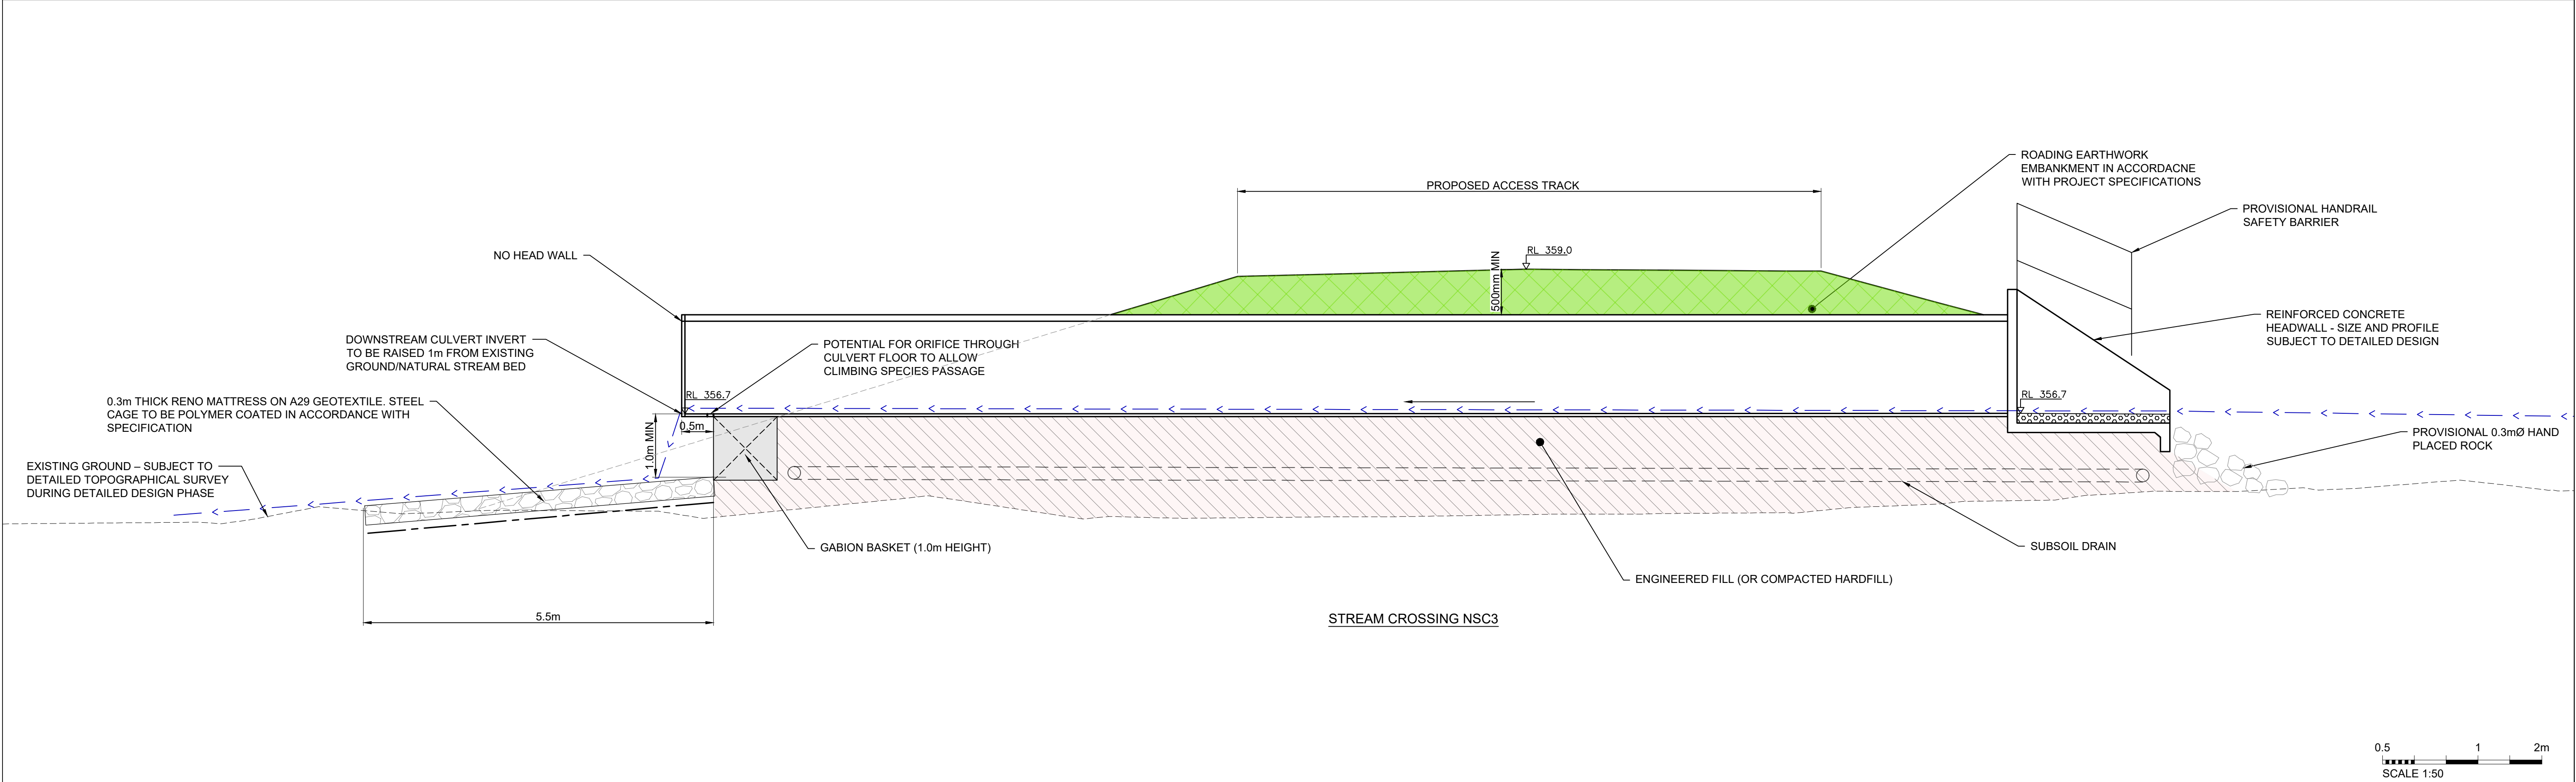 ROADING EARTHWORK
EMBANKMENT IN ACCORDACNE
WITH PROJECT SPECIFICATIONS
PROPOSED ACCESS TRACK
PROVISIONAL HANDRAIL
SAFETY BARRIER
NO HEAD WALL
RL 359.0
500mm MIN
REINFORCED CONCRETE
HEADWALL - SIZE AND PROFILE
SUBJECT TO DETAILED DESIGN
DOWNSTREAM CULVERT INVERT
TO BE RAISED 1m FROM EXISTING
GROUND/NATURAL STREAM BED
POTENTIAL FOR ORIFICE THROUGH
CULVERT FLOOR TO ALLOW
CLIMBING SPECIES PASSAGE
RL 356.7
RL 356.7
0.3m THICK RENO MATTRESS ON A29 GEOTEXTILE. STEEL
CAGE TO BE POLYMER COATED IN ACCORDANCE WITH
SPECIFICATION
0.5m
1.0m MIN
PROVISIONAL 0.3mØ HAND
PLACED ROCK
EXISTING GROUND – SUBJECT TO
DETAILED TOPOGRAPHICAL SURVEY
DURING DETAILED DESIGN PHASE
GABION BASKET (1.0m HEIGHT)
SUBSOIL DRAIN
ENGINEERED FILL (OR COMPACTED HARDFILL)
5.5m
STREAM CROSSING NSC3
0.5 1 2m
SCALE 1:50